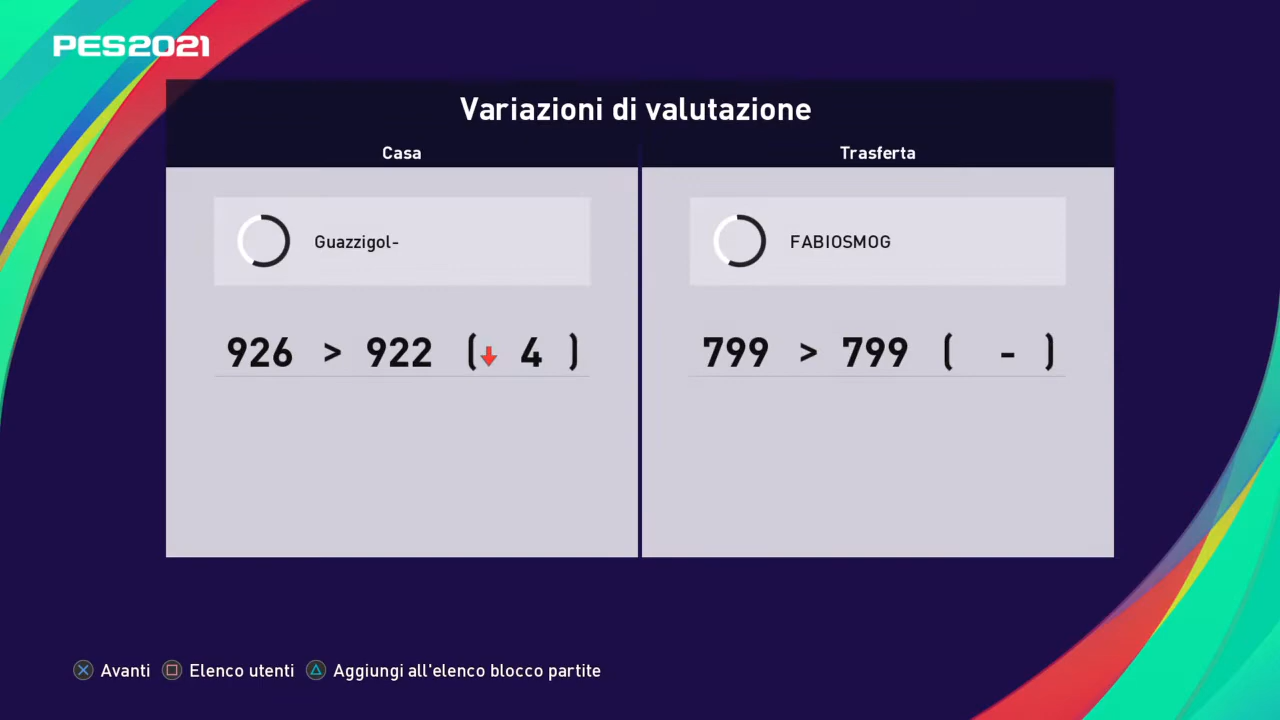 PES2021
Variazioni di valutazione
Casa
Trasferta
Guazzigol-
FABIOSMOG
926 > 922 (↓ 4 )
799 > 799 ( - )
Avanti Elenco utenti Aggiungi all'elenco blocco partite